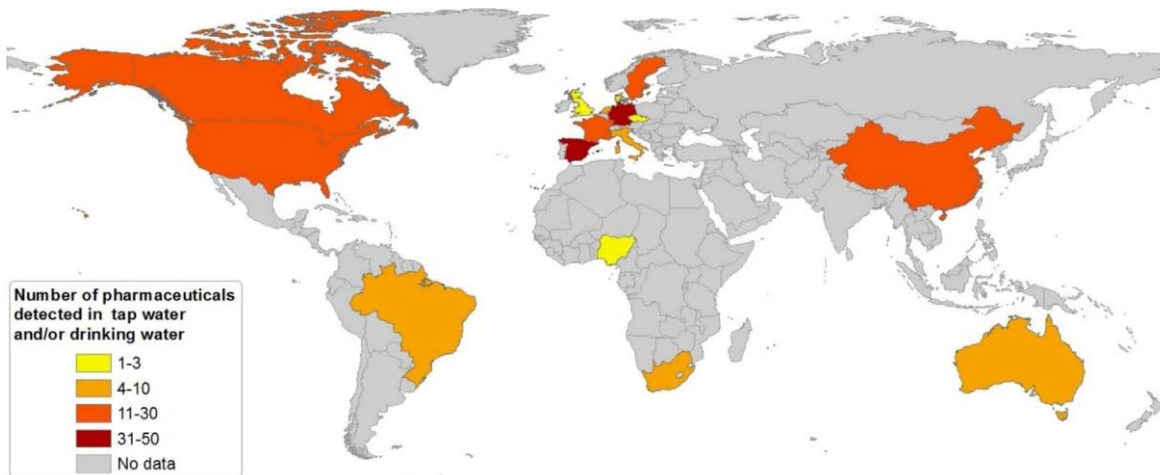 Number of pharmaceuticals
detected in tap water
and/or drinking water
1-3
4-10
11-30
31-50
No data